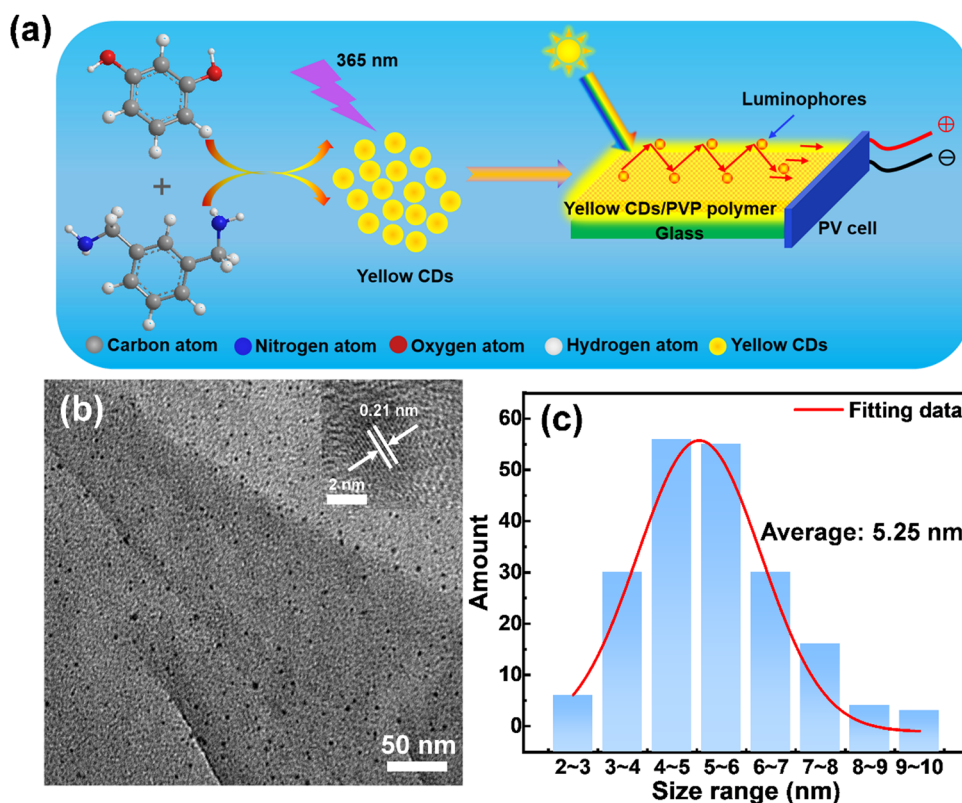 (a)
365 nm
Luminophores
⊕
⊖
+
Yellow CDs/PVP polymer
Glass
PV cell
Yellow CDs
Carbon atom Nitrogen atom Oxygen atom Hydrogen atom Yellow CDs
(b)
0.21 nm
2 nm
50 nm
(c)
Fitting data
Average: 5.25 nm
Amount
60
50
40
30
20
10
0
2~3 3~4 4~5 5~6 6~7 7~8 8~9 9~10
Size range (nm)